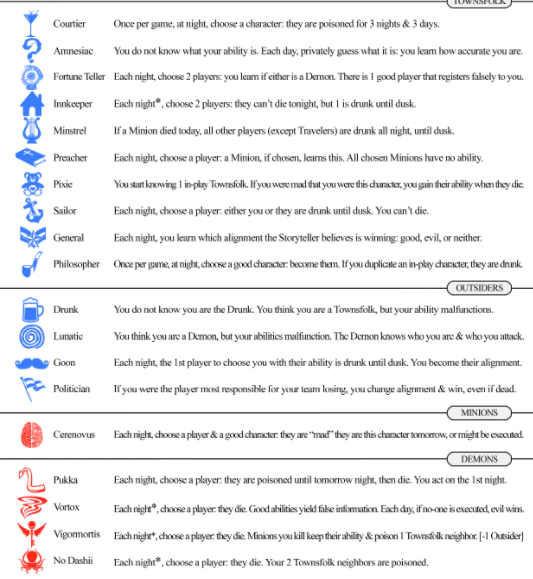 TOWNSFOLK
Courtier Once per game, at night, choose a character: they are poisoned for 3 nights & 3 days.
Amnesiac You do not know what your ability is. Each day, privately guess what it is: you learn how accurate you are.
Fortune Teller Each night, choose 2 players: you learn if either is a Demon. There is 1 good player that registers falsely to you.
Innkeeper Each night*, choose 2 players: they can't die tonight, but 1 is drunk until dusk.
Minstrel If a Minion died today, all other players (except Travelers) are drunk all night, until dusk.
Preacher Each night, choose a player: a Minion, if chosen, learns this. All chosen Minions have no ability.
Pixie You start knowing 1 in-play Townsfolk. If you were mad that you were this character, you gain their ability when they die.
Sailor Each night, choose a player: either you or they are drunk until dusk. You can't die.
General Each night, you learn which alignment the Storyteller believes is winning: good, evil, or neither.
Philosopher Once per game, at night, choose a good character: become them. If you duplicate an in-play character, they are drunk.
OUTSIDERS
Drunk You do not know you are the Drunk. You think you are a Townsfolk, but your ability malfunctions.
Lunatic You think you are a Demon, but your abilities malfunction. The Demon knows who you are & who you attack.
Goon Each night, the 1st player to choose you with their ability is drunk until dusk. You become their alignment.
Politician If you were the player most responsible for your team losing, you change alignment & win, even if dead.
MINIONS
Cerenovus Each night, choose a player & a good character: they are “mad” they are this character tomorrow, or might be executed.
DEMONS
Pukka Each night, choose a player: they are poisoned until tomorrow night, then die. You act on the 1st night.
Vortox Each night*, choose a player: they die. Good abilities yield false information. Each day, if no-one is executed, evil wins.
Vigormortis Each night*, choose a player: they die. Minions you kill keep their ability & poison 1 Townsfolk neighbor. [-1 Outsider]
No Dashii Each night*, choose a player: they die. Your 2 Townsfolk neighbors are poisoned.